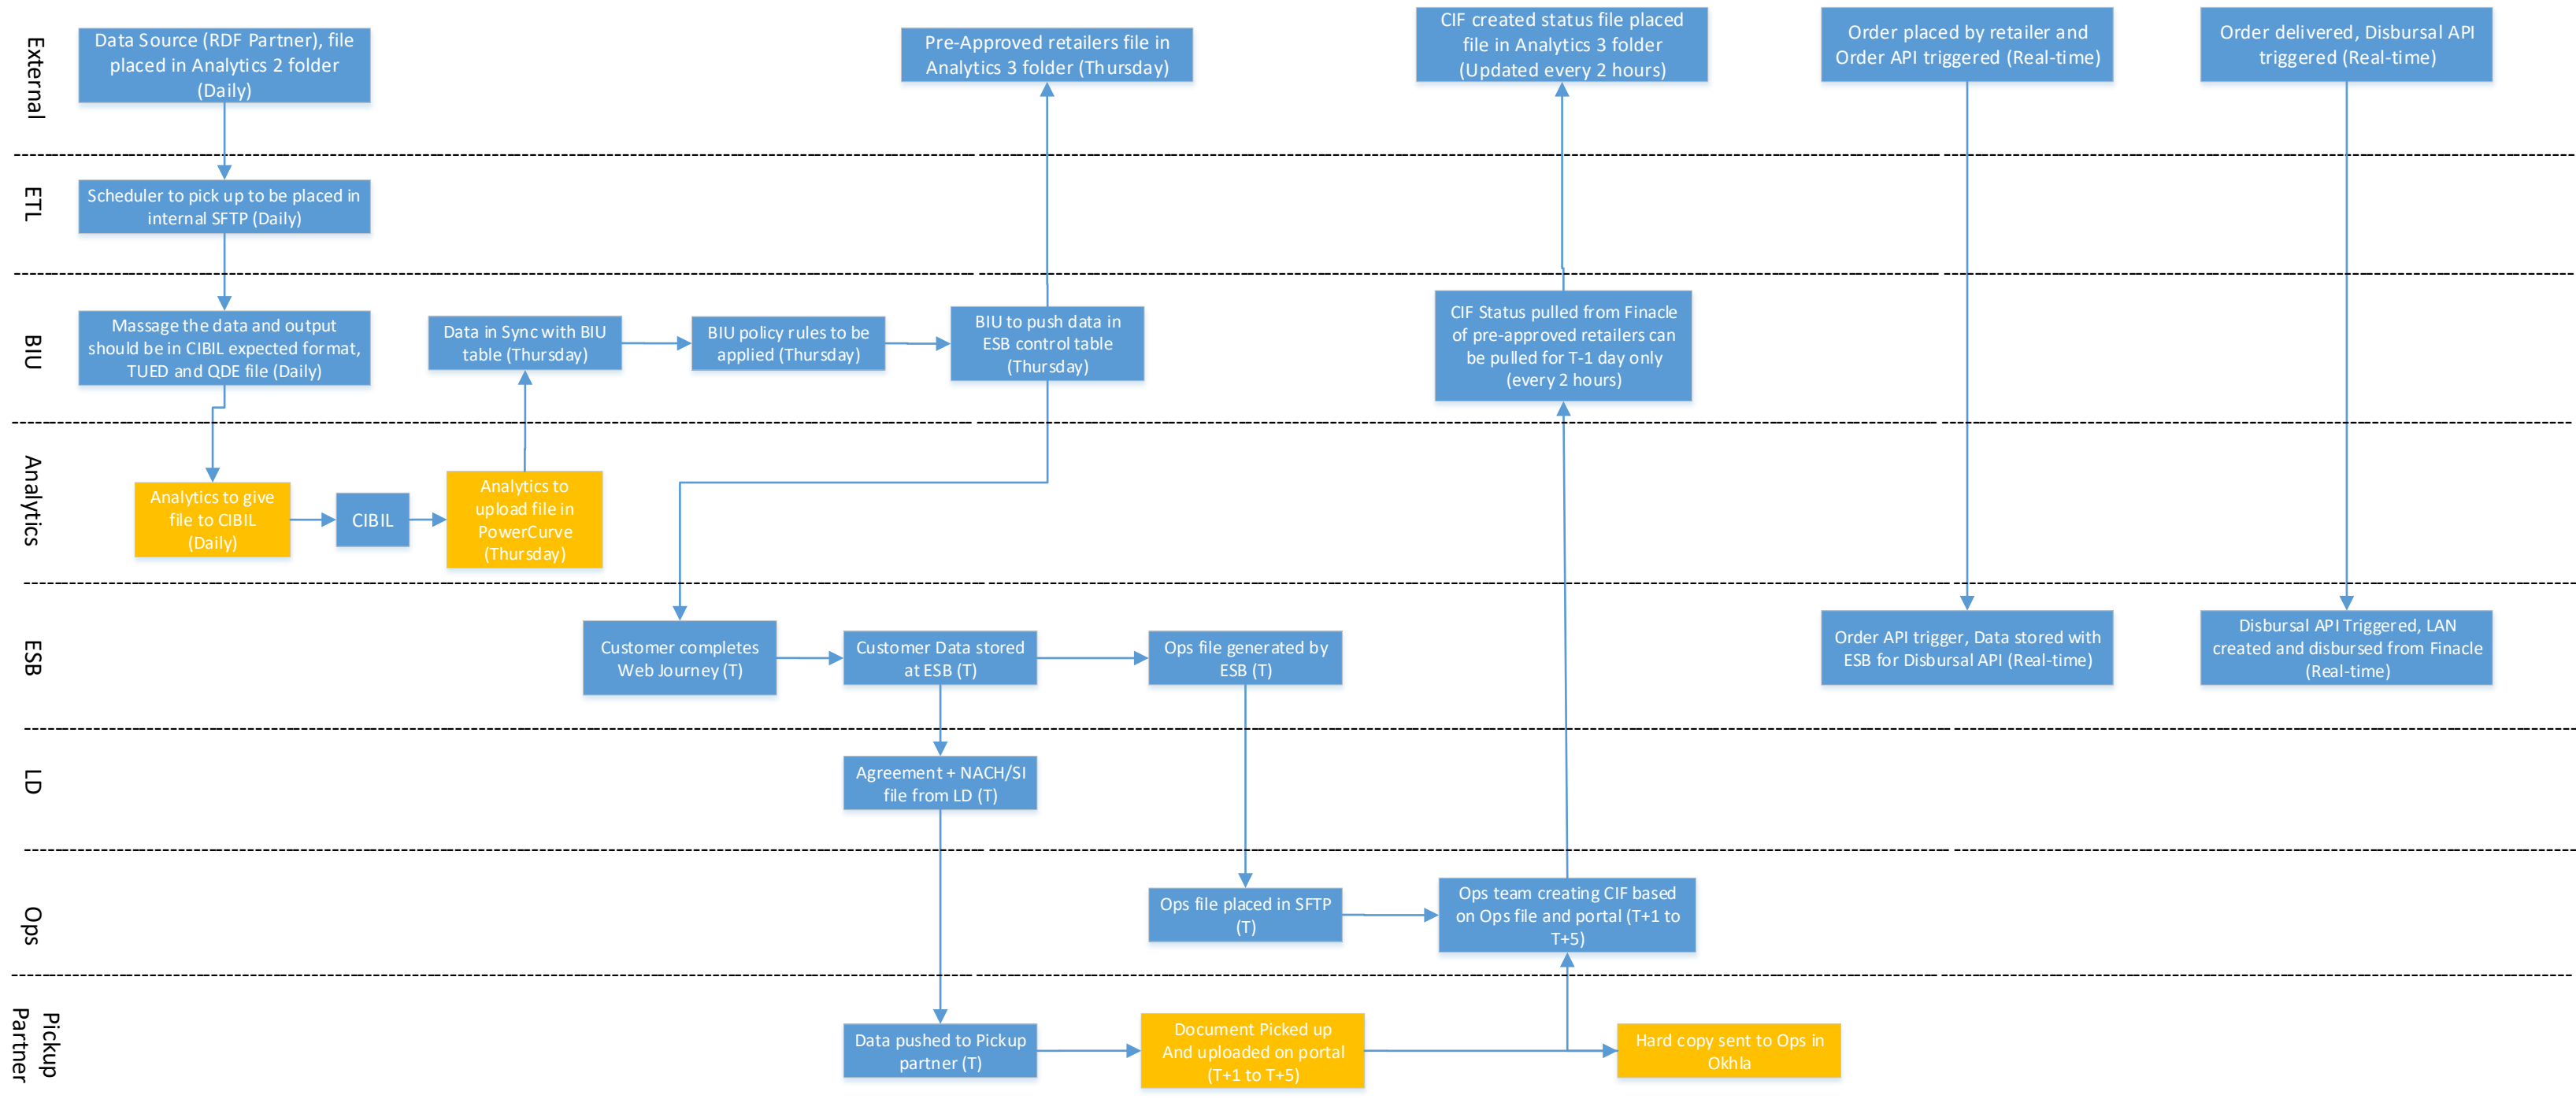 External
Data Source (RDF Partner), file
placed in Analytics 2 folder
(Daily)
Pre-Approved retailers file in
Analytics 3 folder (Thursday)
CIF created status file placed
file in Analytics 3 folder
(Updated every 2 hours)
Order placed by retailer and
Order API triggered (Real-time)
Order delivered, Disbursal API
triggered (Real-time)
ETL
Scheduler to pick up to be placed in
internal SFTP (Daily)
BIU
Massage the data and output
should be in CIBIL expected format,
TUED and QDE file (Daily)
Data in Sync with BIU
table (Thursday)
BIU policy rules to be
applied (Thursday)
BIU to push data in
ESB control table
(Thursday)
CIF Status pulled from Finacle
of pre-approved retailers can
be pulled for T-1 day only
(every 2 hours)
Analytics
Analytics to give
file to CIBIL
(Daily)
CIBIL
Analytics to
upload file in
PowerCurve
(Thursday)
ESB
Customer completes
Web Journey (T)
Customer Data stored
at ESB (T)
Ops file generated by
ESB (T)
Order API trigger, Data stored with
ESB for Disbursal API (Real-time)
Disbursal API Triggered, LAN
created and disbursed from Finacle
(Real-time)
LD
Agreement + NACH/SI
file from LD (T)
Ops
Ops file placed in SFTP
(T)
Ops team creating CIF based
on Ops file and portal (T+1 to
T+5)
Pickup
Partner
Data pushed to Pickup
partner (T)
Document Picked up
And uploaded on portal
(T+1 to T+5)
Hard copy sent to Ops in
Okhla